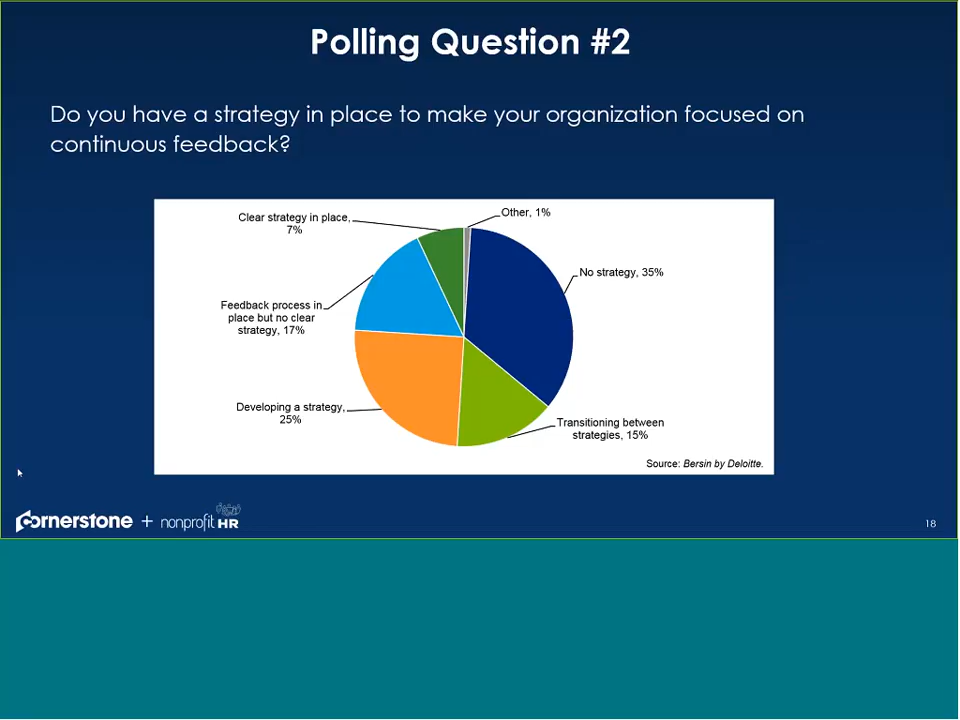 Polling Question #2
Do you have a strategy in place to make your organization focused on
continuous feedback?
Clear strategy in place,
7%
Other, 1%
No strategy, 35%
Feedback process in
place but no clear
strategy, 17%
Developing a strategy,
25%
Transitioning between
strategies, 15%
Source: Bersin by Deloitte.
cornerstone + nonprofit HR
18